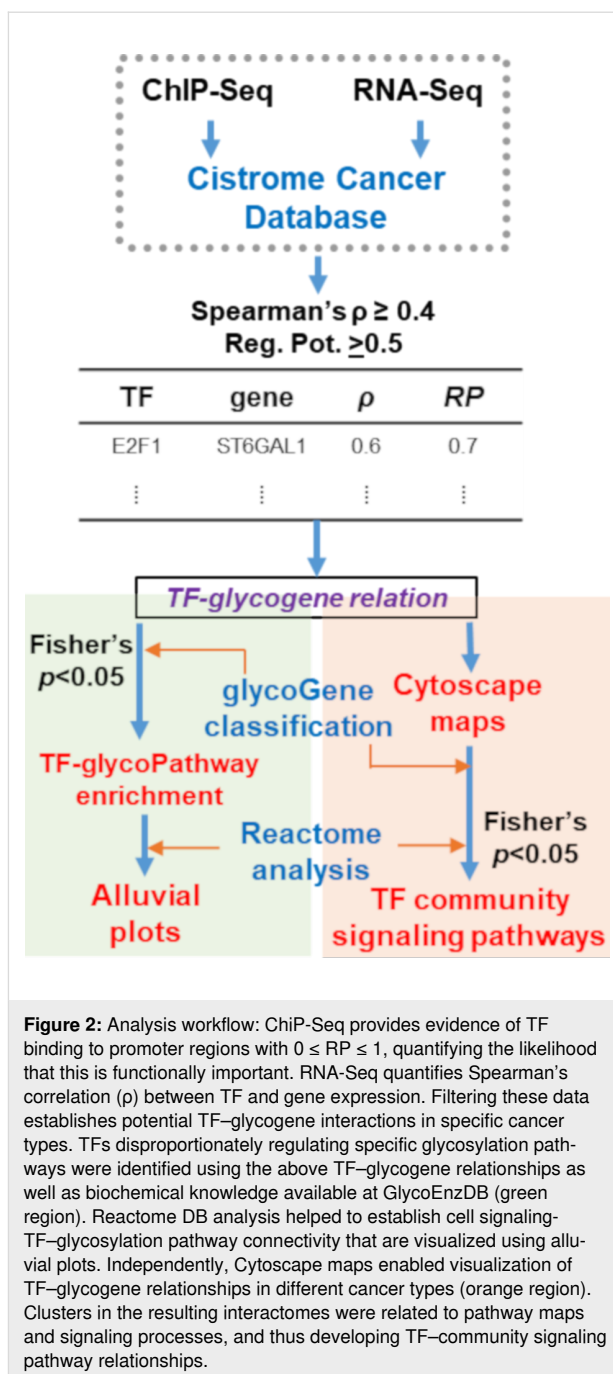 ChIP-Seq RNA-Seq
Cistrome Cancer
Database
Spearman's ρ ≥ 0.4
Reg. Pot. ≥0.5
TF gene ρ RP
E2F1 ST6GAL1 0.6 0.7
⋮ ⋮ ⋮ ⋮
TF-glycogene relation
Fisher's
p<0.05
glycoGene
classification
Cytoscape
maps
TF-glycoPathway
enrichment
Reactome
analysis
Fisher's
p<0.05
Alluvial
plots
TF community
signaling pathways
Figure 2: Analysis workflow: ChiP-Seq provides evidence of TF
binding to promoter regions with 0 ≤ RP ≤ 1, quantifying the likelihood
that this is functionally important. RNA-Seq quantifies Spearman's
correlation (ρ) between TF and gene expression. Filtering these data
establishes potential TF–glycogene interactions in specific cancer
types. TFs disproportionately regulating specific glycosylation path-
ways were identified using the above TF–glycogene relationships as
well as biochemical knowledge available at GlycoEnzDB (green
region). Reactome DB analysis helped to establish cell signaling-
TF–glycosylation pathway connectivity that are visualized using allu-
vial plots. Independently, Cytoscape maps enabled visualization of
TF–glycogene relationships in different cancer types (orange region).
Clusters in the resulting interactomes were related to pathway maps
and signaling processes, and thus developing TF–community signaling
pathway relationships.